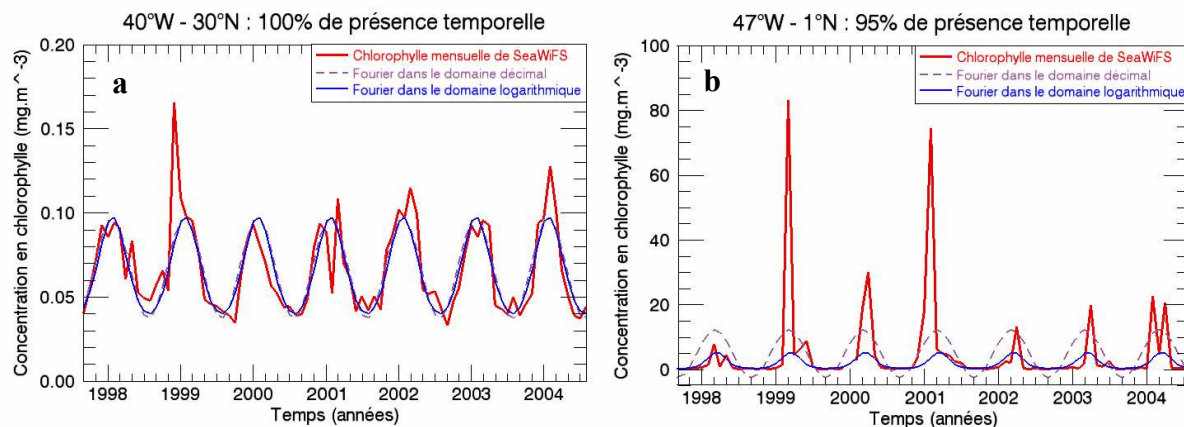 40°W - 30°N : 100% de présence temporelle
a
Chlorophylle mensuelle de SeaWiFS
Fourier dans le domaine décimal
Fourier dans le domaine logarithmique
Concentration en chlorophylle (mg.m^-3)
0.20
0.15
0.10
0.05
0.00
1998 1999 2000 2001 2002 2003 2004
Temps (années)
47°W - 1°N : 95% de présence temporelle
b
Chlorophylle mensuelle de SeaWiFS
Fourier dans le domaine décimal
Fourier dans le domaine logarithmique
Concentration en chlorophylle (mg.m^-3)
100
80
60
40
20
0
1998 1999 2000 2001 2002 2003 2004
Temps (années)